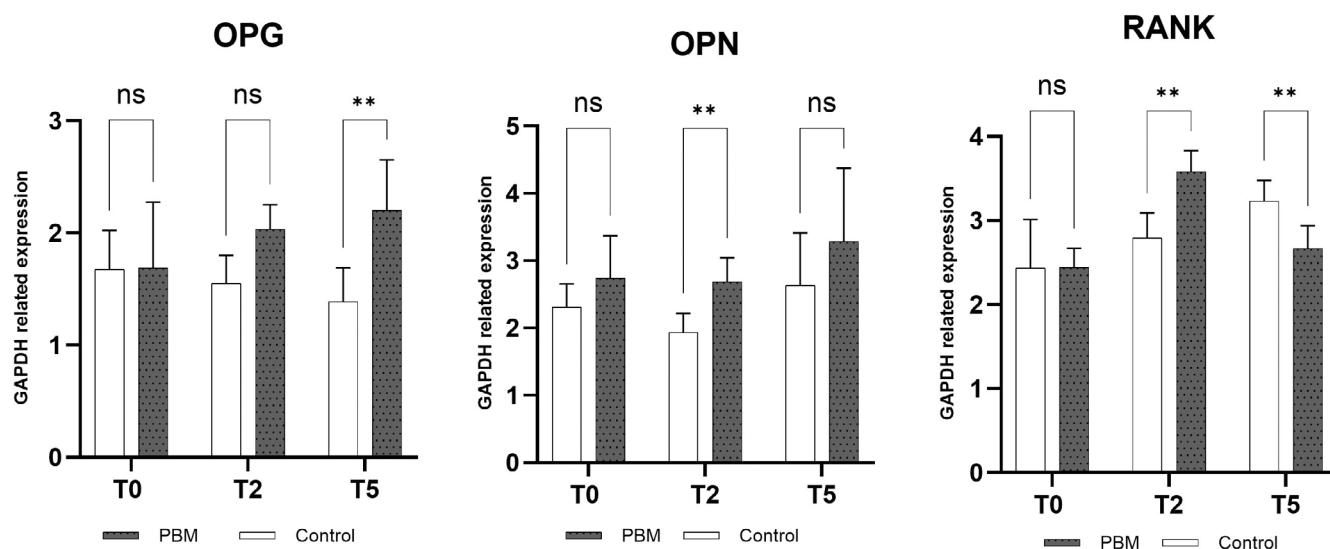 OPG
ns
ns
**
3
2
1
0
GAPDH related expression
T0
T2
T5
PBM
Control
OPN
ns
**
ns
5
4
3
2
1
0
GAPDH related expression
T0
T2
T5
PBM
Control
RANK
ns
**
**
4
3
2
1
0
GAPDH related expression
T0
T2
T5
PBM
Control